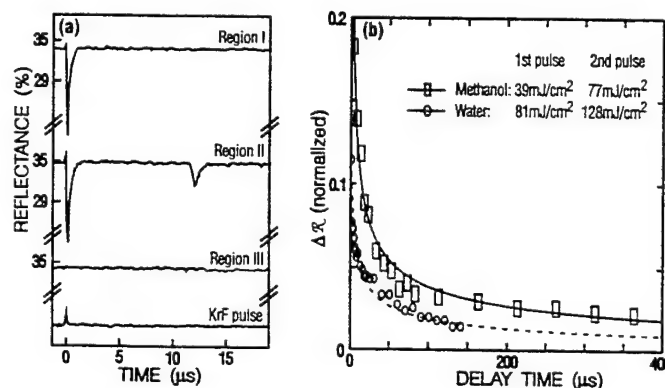 (a)
Region I
Region II
Region III
KrF pulse
35
29
35
29
35
REFLECTANCE (%)
0
5
10
15
TIME (µs)
(b)
1st pulse 2nd pulse
Methanol: 39mJ/cm² 77mJ/cm²
Water: 81mJ/cm² 128mJ/cm²
0.2
0.1
0
ΔR (normalized)
0
200
400
DELAY TIME (µs)